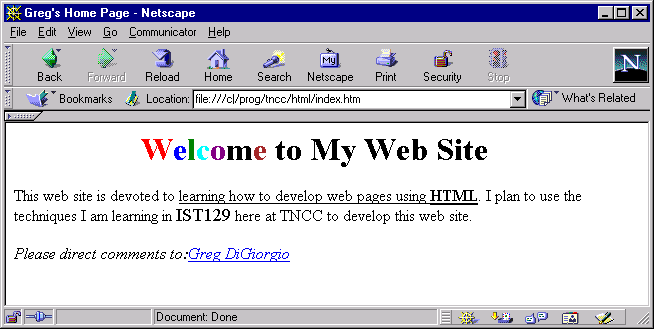 Greg's Home Page - Netscape
File Edit View Go Communicator Help
Back Forward Reload Home Search Netscape Print Security Stop
My
N
Bookmarks Location: file:///c|/prog/tncc/html/index.htm What's Related
Welcome to My Web Site
This web site is devoted to learning how to develop web pages using HTML. I plan to use the
techniques I am learning in IST129 here at TNCC to develop this web site.
Please direct comments to:Greg DiGiorgio
Document: Done